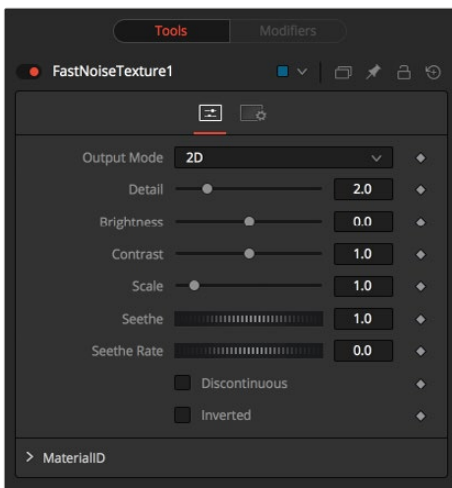 Tools Modifiers
FastNoiseTexture1
Output Mode 2D
Detail 2.0
Brightness 0.0
Contrast 1.0
Scale 1.0
Seethe 1.0
Seethe Rate 0.0
Discontinuous
Inverted
MaterialID